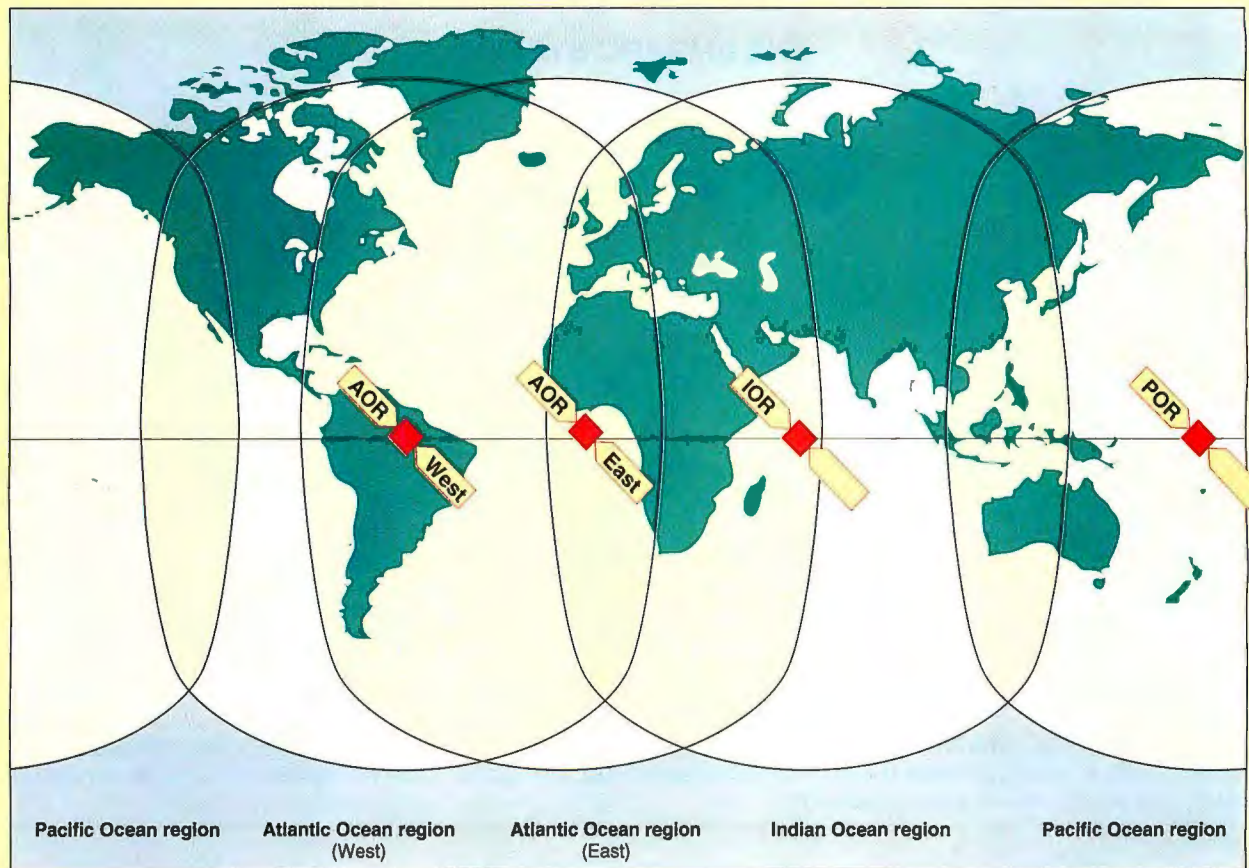 AOR
West
AOR
East
IOR
POR
Pacific Ocean region
Atlantic Ocean region
(West)
Atlantic Ocean region
(East)
Indian Ocean region
Pacific Ocean region